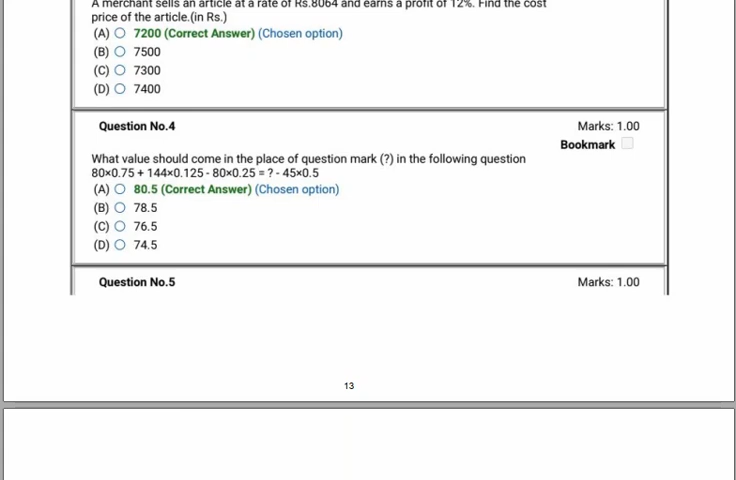 A merchant sells an article at a rate of Rs.8064 and earns a profit of 12%. Find the cost
price of the article.(in Rs.)
(A) 7200 (Correct Answer) (Chosen option)
(B) 7500
(C) 7300
(D) 7400
Question No.4 Marks: 1.00
Bookmark
What value should come in the place of question mark (?) in the following question
80×0.75 + 144×0.125 - 80×0.25 = ? - 45×0.5
(A) 80.5 (Correct Answer) (Chosen option)
(B) 78.5
(C) 76.5
(D) 74.5
Question No.5 Marks: 1.00
13